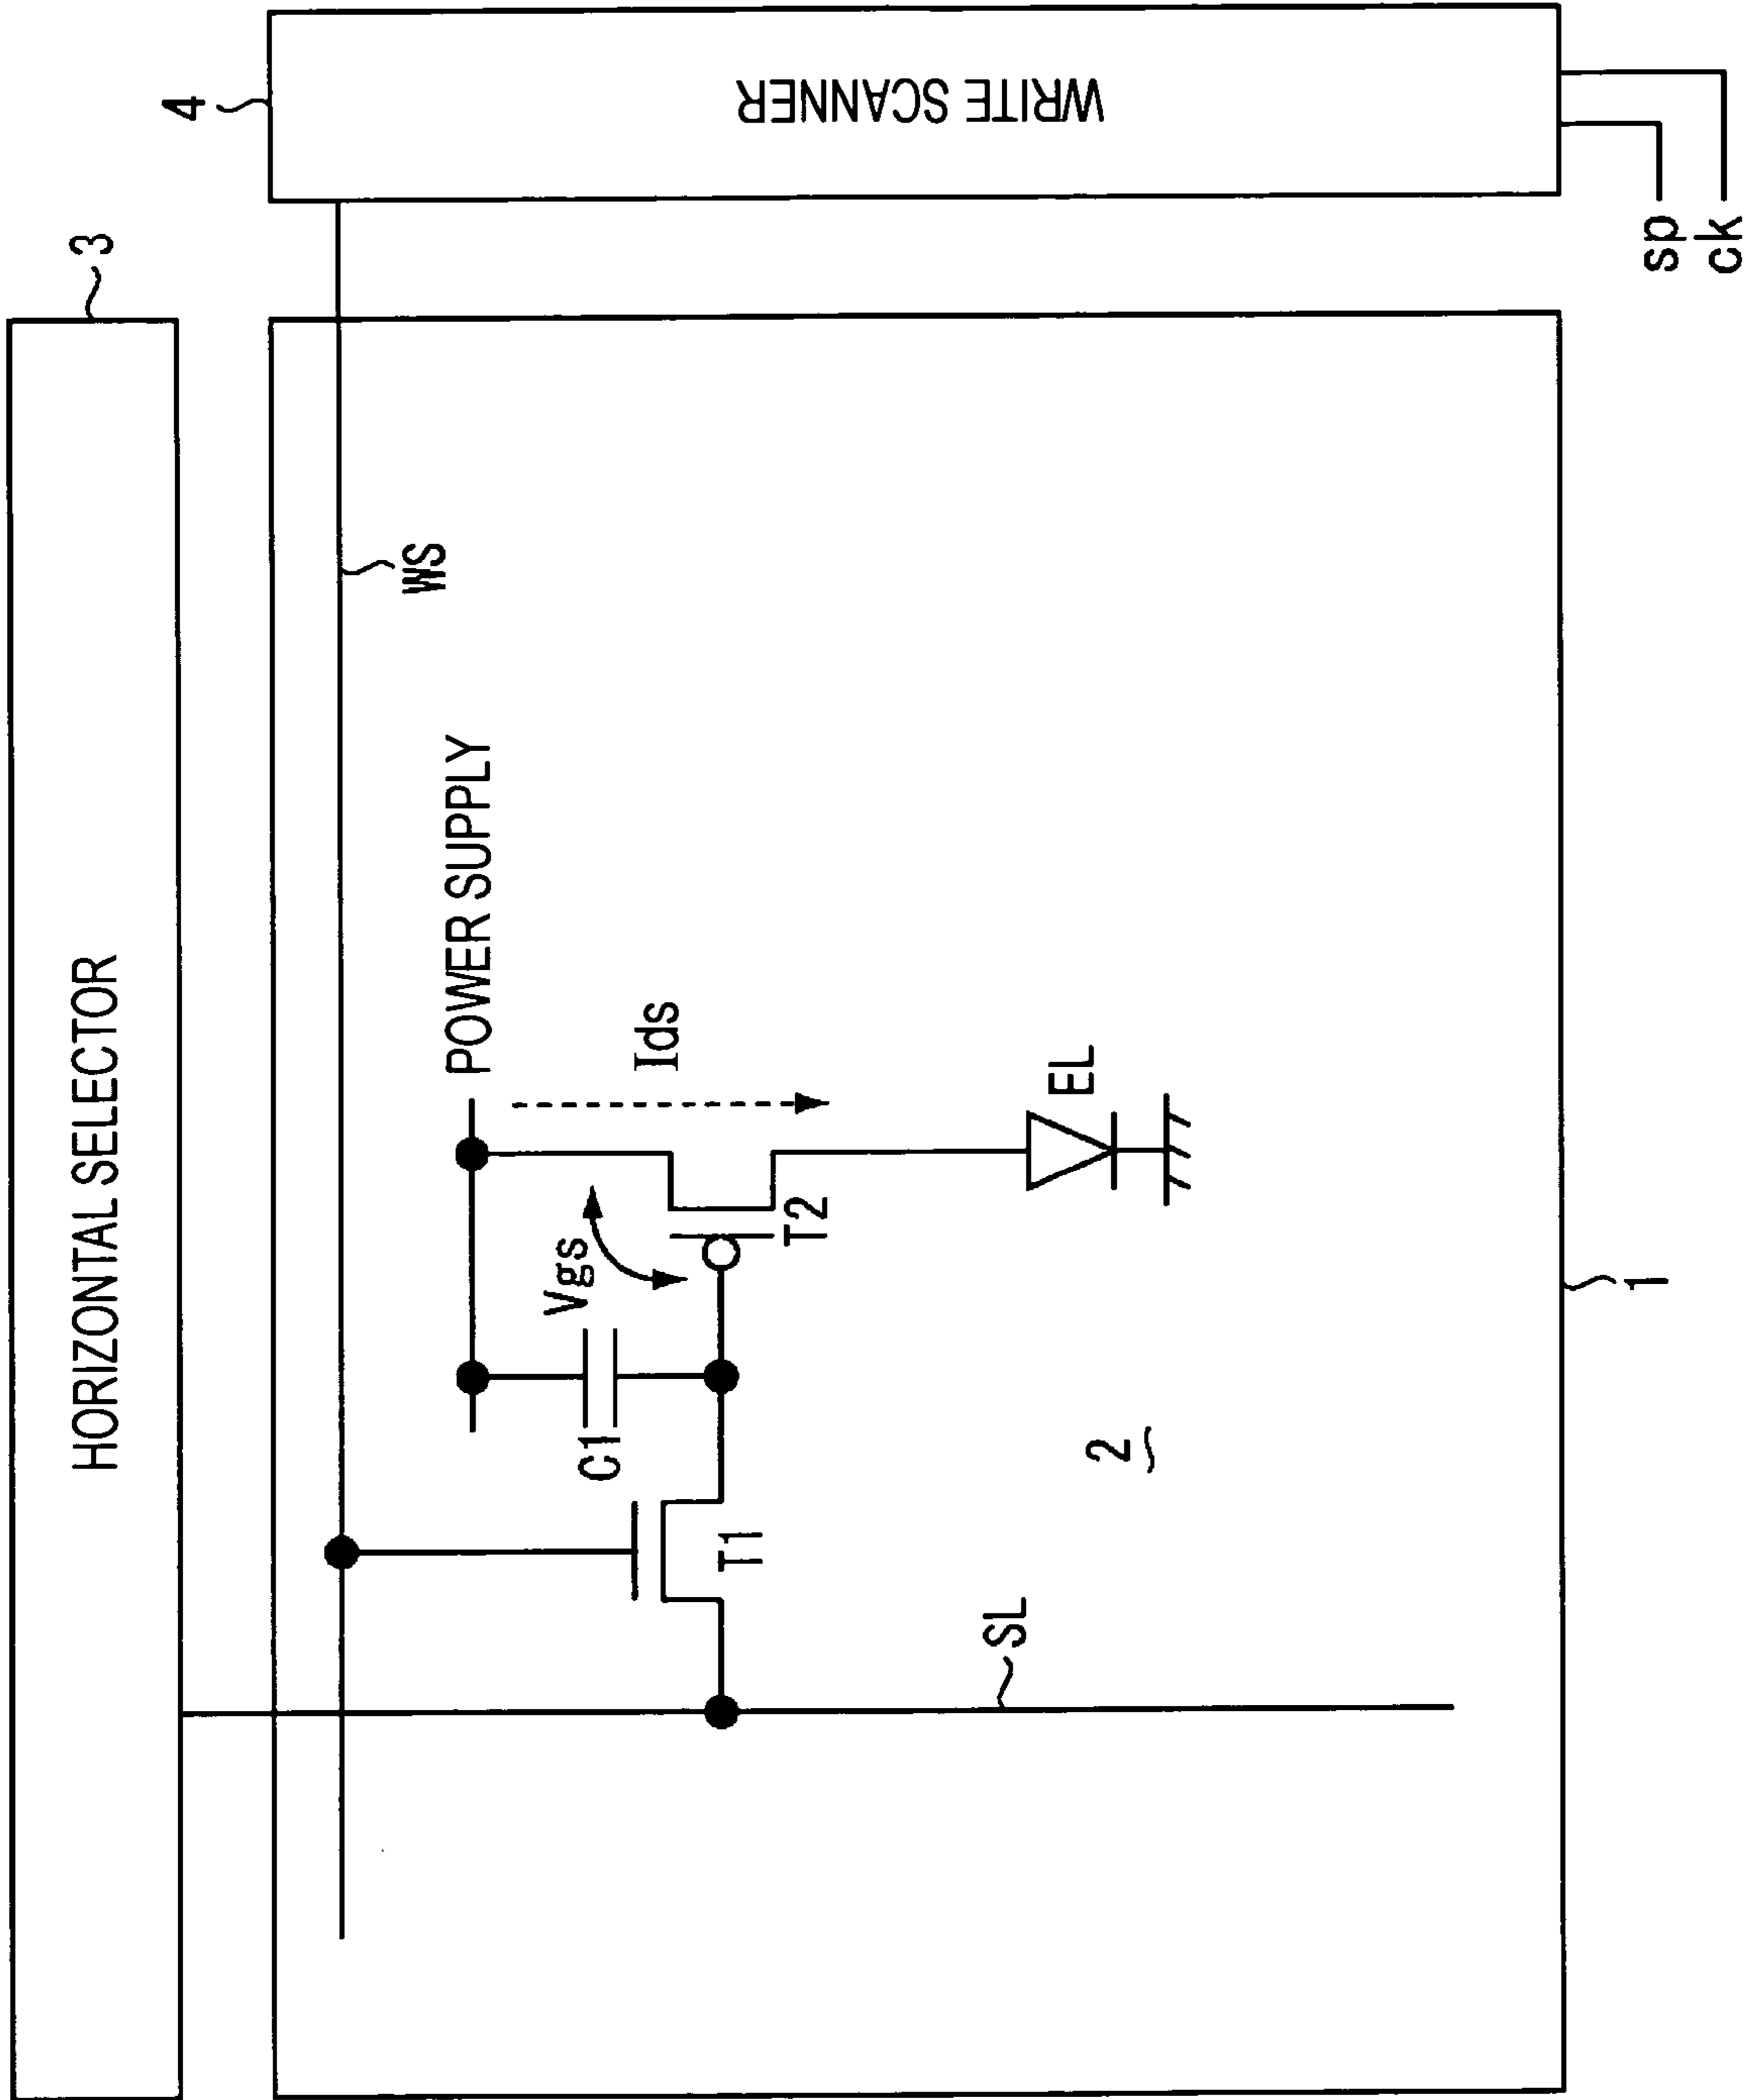 HORIZONTAL SELECTOR
3
4
WRITE SCANNER
sp
ck
WS
POWER SUPPLY
Ids
Vgs
C1
T1
T2
EL
SL
2
1